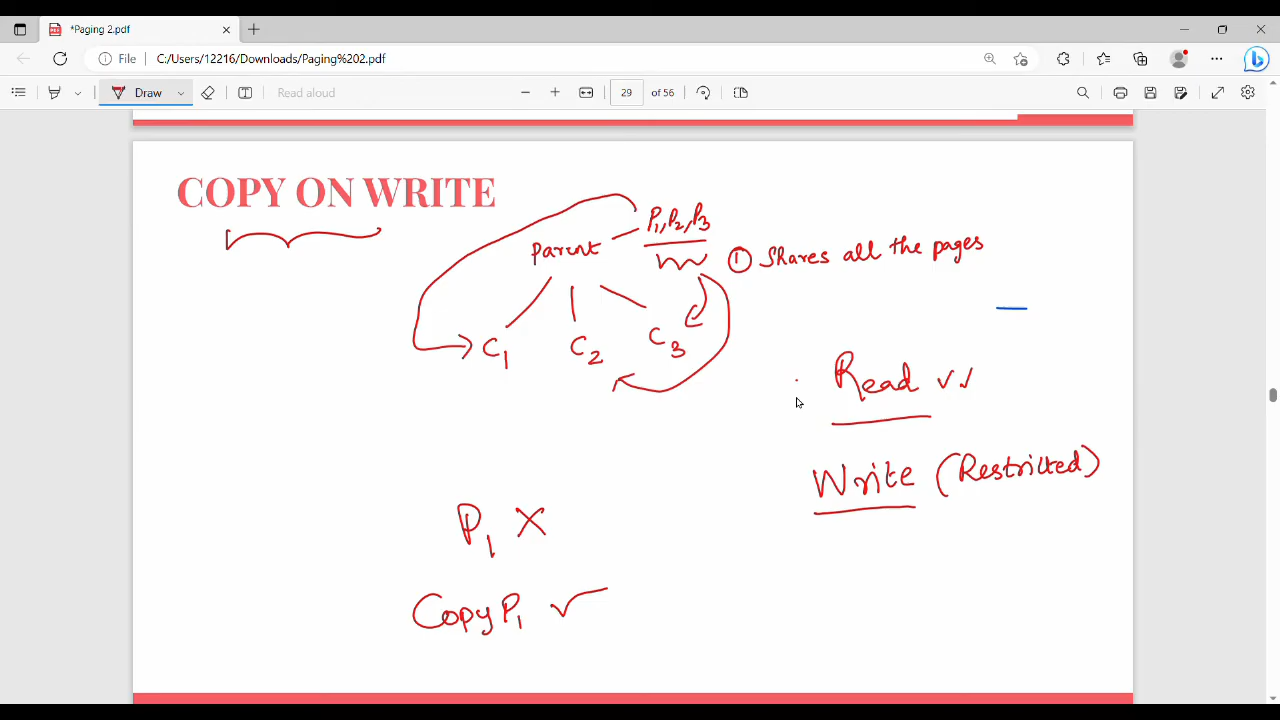 *Paging 2.pdf
File C:/Users/12216/Downloads/Paging%202.pdf
Draw Read aloud 29 of 56
COPY ON WRITE
P1, P2, P3
Parent
① Shares all the pages
C1 C2 C3
Read ✓✓
Write (Restricted)
P1 X
Copy P1 ✓